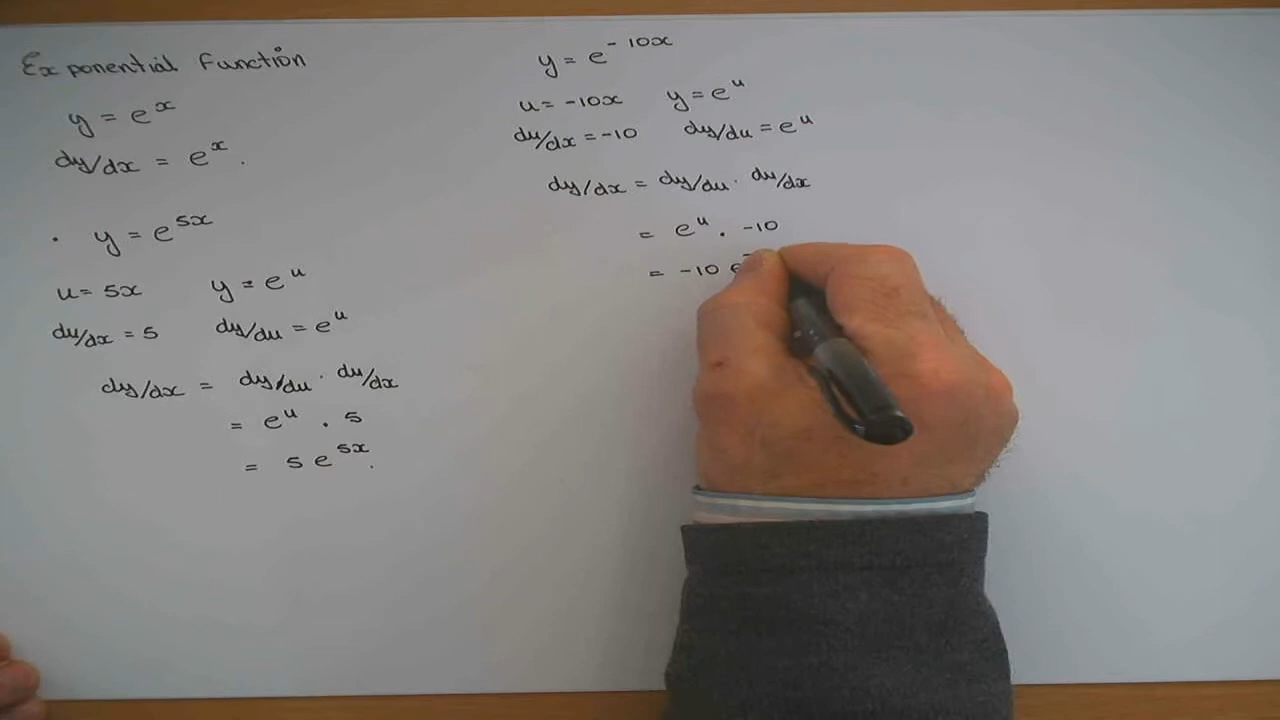 Exponential Function
y = e^x
dy/dx = e^x.
· y = e^5x
u = 5x y = e^u
du/dx = 5 dy/du = e^u
dy/dx = dy/du · du/dx
= e^u . 5
= 5 e^5x.
y = e^-10x
u = -10x y = e^u
du/dx = -10 dy/du = e^u
dy/dx = dy/du · du/dx
= e^u . -10
= -10 e^-